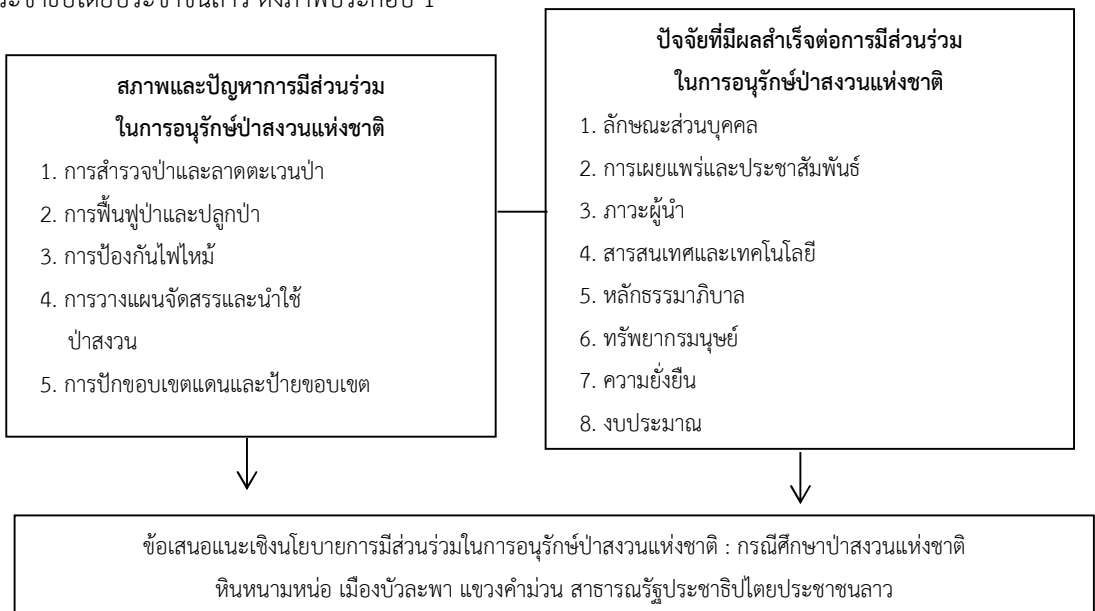 ดังภาพประกอบ 1
สภาพและปัญหาการมีส่วนร่วม
ในการอนุรักษ์ป่าสงวนแห่งชาติ
1. การสำรวจป่าและลาดตะเวนป่า
2. การฟื้นฟูป่าและปลูกป่า
3. การป้องกันไฟไหม้
4. การวางแผนจัดสรรและนำใช้
ป่าสงวน
5. การปักขอบเขตแดนและป้ายขอบเขต
ปัจจัยที่มีผลสำเร็จต่อการมีส่วนร่วม
ในการอนุรักษ์ป่าสงวนแห่งชาติ
1. ลักษณะส่วนบุคคล
2. การเผยแพร่และประชาสัมพันธ์
3. ภาวะผู้นำ
4. สารสนเทศและเทคโนโลยี
5. หลักธรรมาภิบาล
6. ทรัพยากรมนุษย์
7. ความยั่งยืน
8. งบประมาณ
ข้อเสนอแนะเชิงนโยบายการมีส่วนร่วมในการอนุรักษ์ป่าสงวนแห่งชาติ : กรณีศึกษาป่าสงวนแห่งชาติ
หินหนามหน่อ เมืองบัวละพา แขวงคำม่วน สาธารณรัฐประชาธิปไตยประชาชนลาว